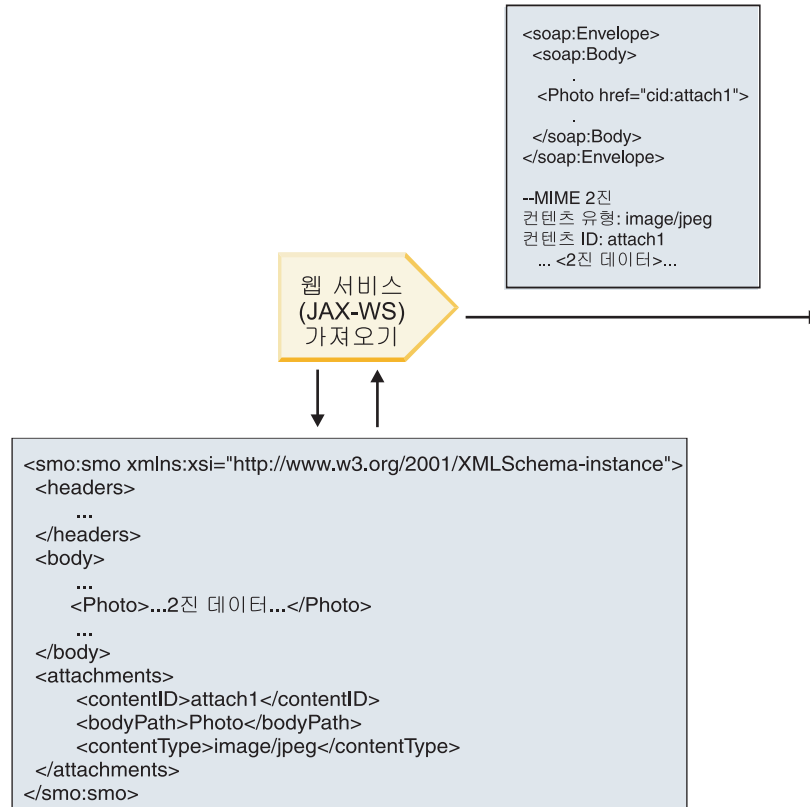 <soap:Envelope>
<soap:Body>
.
<Photo href="cid:attach1">
.
</soap:Body>
</soap:Envelope>
--MIME 2진
컨텐츠 유형: image/jpeg
컨텐츠 ID: attach1
... <2진 데이터>...
웹 서비스
(JAX-WS)
가져오기
<smo:smo xmlns:xsi="http://www.w3.org/2001/XMLSchema-instance">
<headers>
...
</headers>
<body>
...
<Photo>...2진 데이터...</Photo>
...
</body>
<attachments>
<contentID>attach1</contentID>
<bodyPath>Photo</bodyPath>
<contentType>image/jpeg</contentType>
</attachments>
</smo:smo>